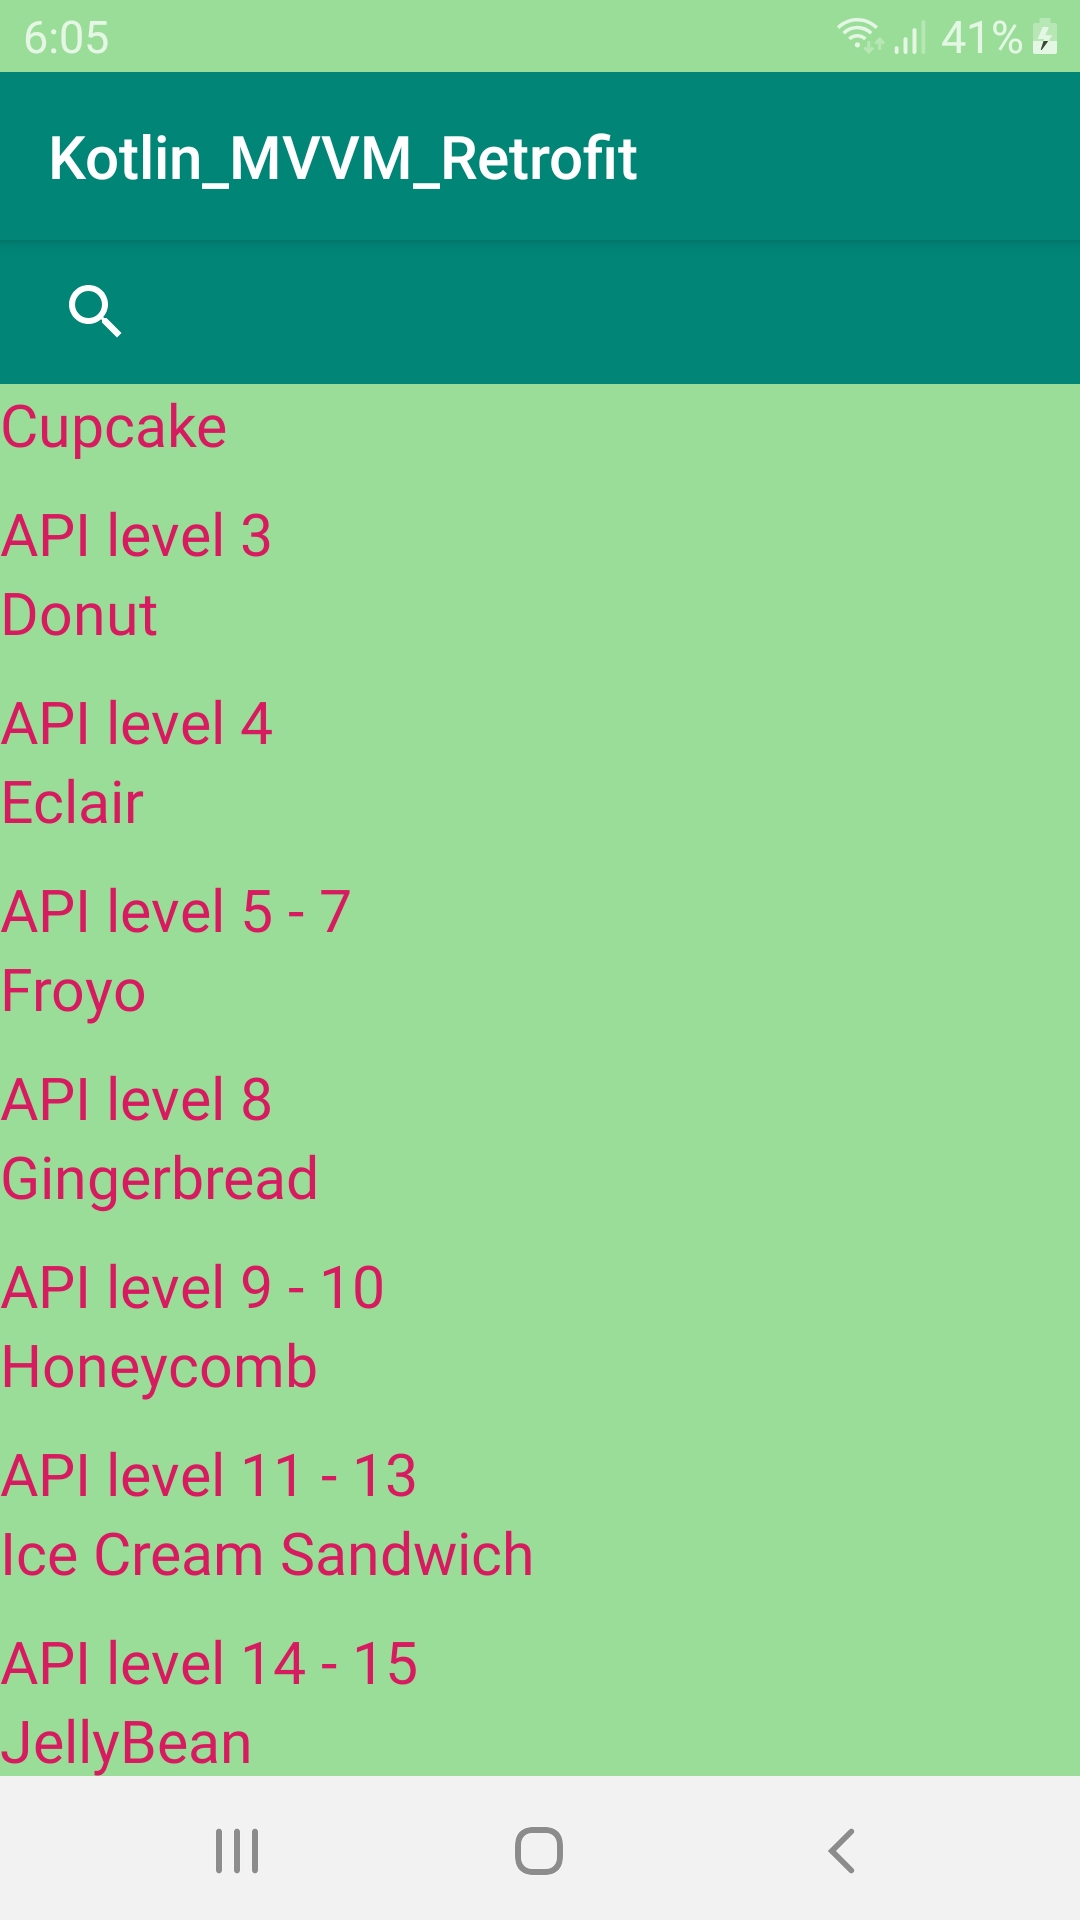 6:05
41%
Kotlin_MVVM_Retrofit
Cupcake
API level 3
Donut
API level 4
Eclair
API level 5 - 7
Froyo
API level 8
Gingerbread
API level 9 - 10
Honeycomb
API level 11 - 13
Ice Cream Sandwich
API level 14 - 15
JellyBean